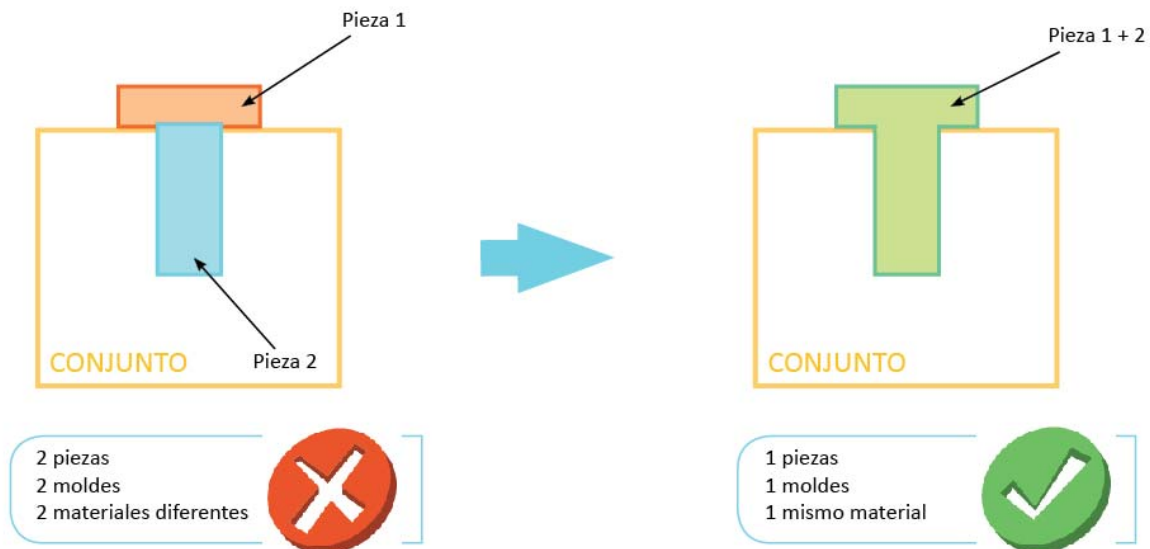 Pieza 1
Pieza 1 + 2
CONJUNTO
Pieza 2
CONJUNTO
2 piezas
2 moldes
2 materiales diferentes
1 piezas
1 moldes
1 mismo material